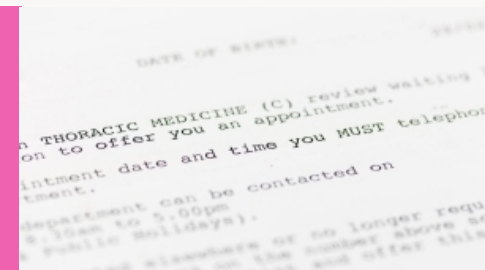 DATE OF BIRTH:
THORACIC MEDICINE (C) review waiting
on to offer you an appointment.
intment date and time you MUST telephon
tment.
department can be contacted on
8.30am to 5.00pm
Public Holidays).
elsewhere or no longer requ
on the number above
and offer this